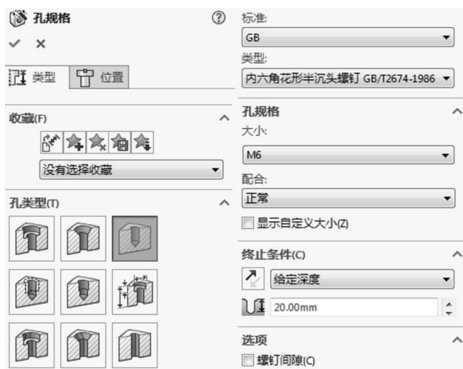 孔规格
类型
位置
收藏(F)
没有选择收藏
孔类型(T)
标准:
GB
类型:
内六角花形半沉头螺钉 GB/T2674-1986
孔规格
大小:
M6
配合:
正常
显示自定义大小(Z)
终止条件(C)
给定深度
20.00mm
选项
螺钉间隙(C)